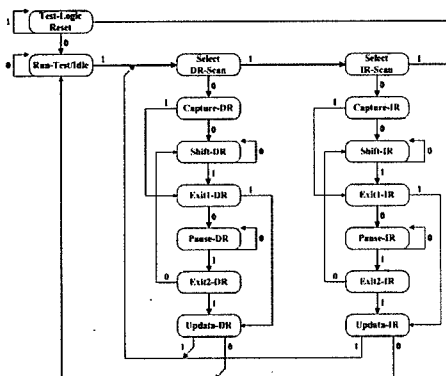 Test-Logic
Reset
1
0
0
Run-Test/Idle
1
Select
DR-Scan
1
Select
IR-Scan
1
0
0
1
Capture-DR
1
Capture-IR
0
0
Shift-DR
0
Shift-IR
0
1
1
Exit1-DR
1
Exit1-IR
1
0
0
Pause-DR
0
Pause-IR
0
1
1
0
Exit2-DR
0
Exit2-IR
1
1
Updata-DR
Updata-IR
1
0
1
0